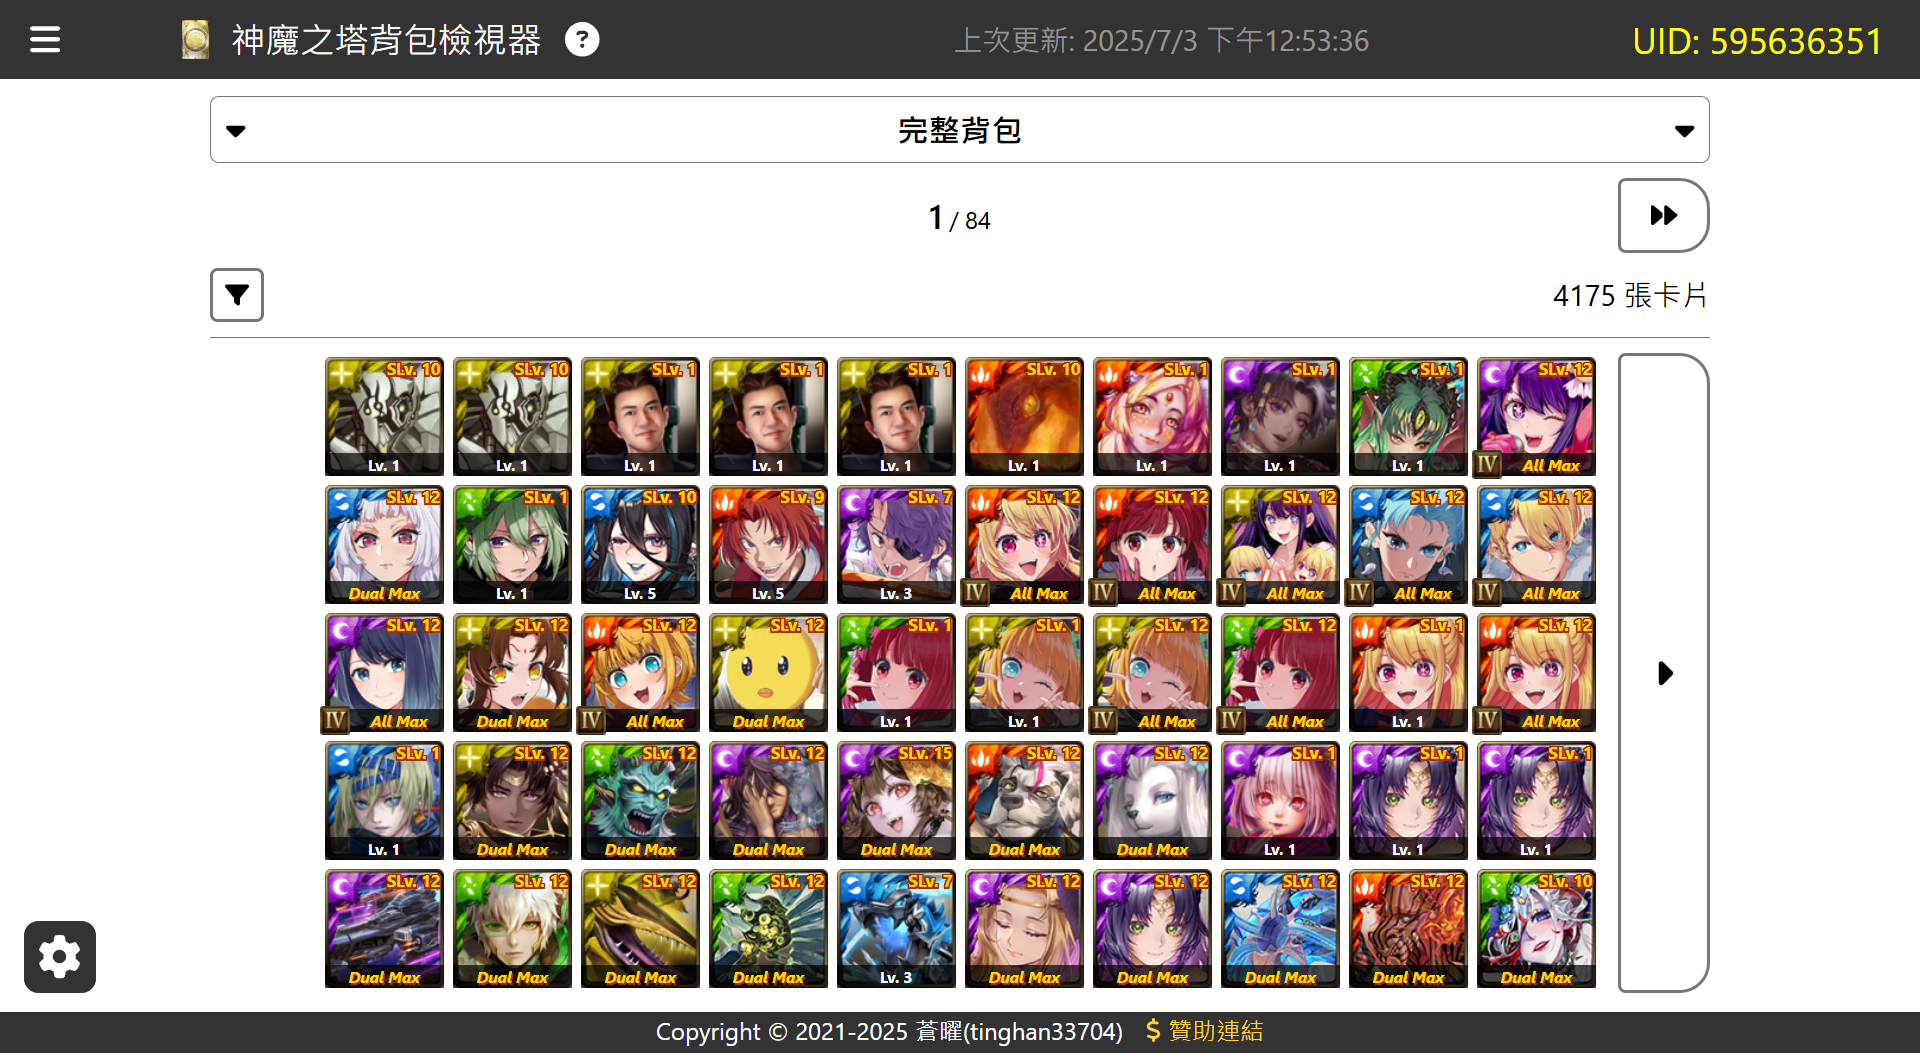 神魔之塔背包檢視器 ?
上次更新: 2025/7/3 下午12:53:36
UID: 595636351
完整背包
1 / 84
4175 張卡片
SLv. 10 SLv. 10 SLv. 1 SLv. 1 SLv. 1 SLv. 10 SLv. 1 SLv. 1 SLv. 1 SLv. 12
Lv. 1 Lv. 1 Lv. 1 Lv. 1 Lv. 1 Lv. 1 Lv. 1 Lv. 1 Lv. 1 IV All Max
SLv. 12 SLv. 1 SLv. 10 SLv. 9 SLv. 7 SLv. 12 SLv. 12 SLv. 12 SLv. 12 SLv. 12
Dual Max Lv. 1 Lv. 5 Lv. 5 Lv. 3 IV All Max IV All Max IV All Max IV All Max IV All Max
SLv. 12 SLv. 12 SLv. 12 SLv. 12 SLv. 1 SLv. 1 SLv. 12 SLv. 12 SLv. 1 SLv. 12
IV All Max Dual Max IV All Max Dual Max Lv. 1 Lv. 1 IV All Max IV All Max Lv. 1 IV All Max
SLv. 1 SLv. 12 SLv. 12 SLv. 12 SLv. 15 SLv. 12 SLv. 12 SLv. 1 SLv. 1 SLv. 1
Lv. 1 Dual Max Dual Max Dual Max Dual Max Dual Max Dual Max Lv. 1 Lv. 1 Lv. 1
SLv. 12 SLv. 12 SLv. 12 SLv. 12 SLv. 7 SLv. 12 SLv. 12 SLv. 12 SLv. 12 SLv. 10
Dual Max Dual Max Dual Max Dual Max Lv. 3 Dual Max Dual Max Dual Max Dual Max Dual Max
Copyright © 2021-2025 蒼曜(tinghan33704) $ 贊助連結